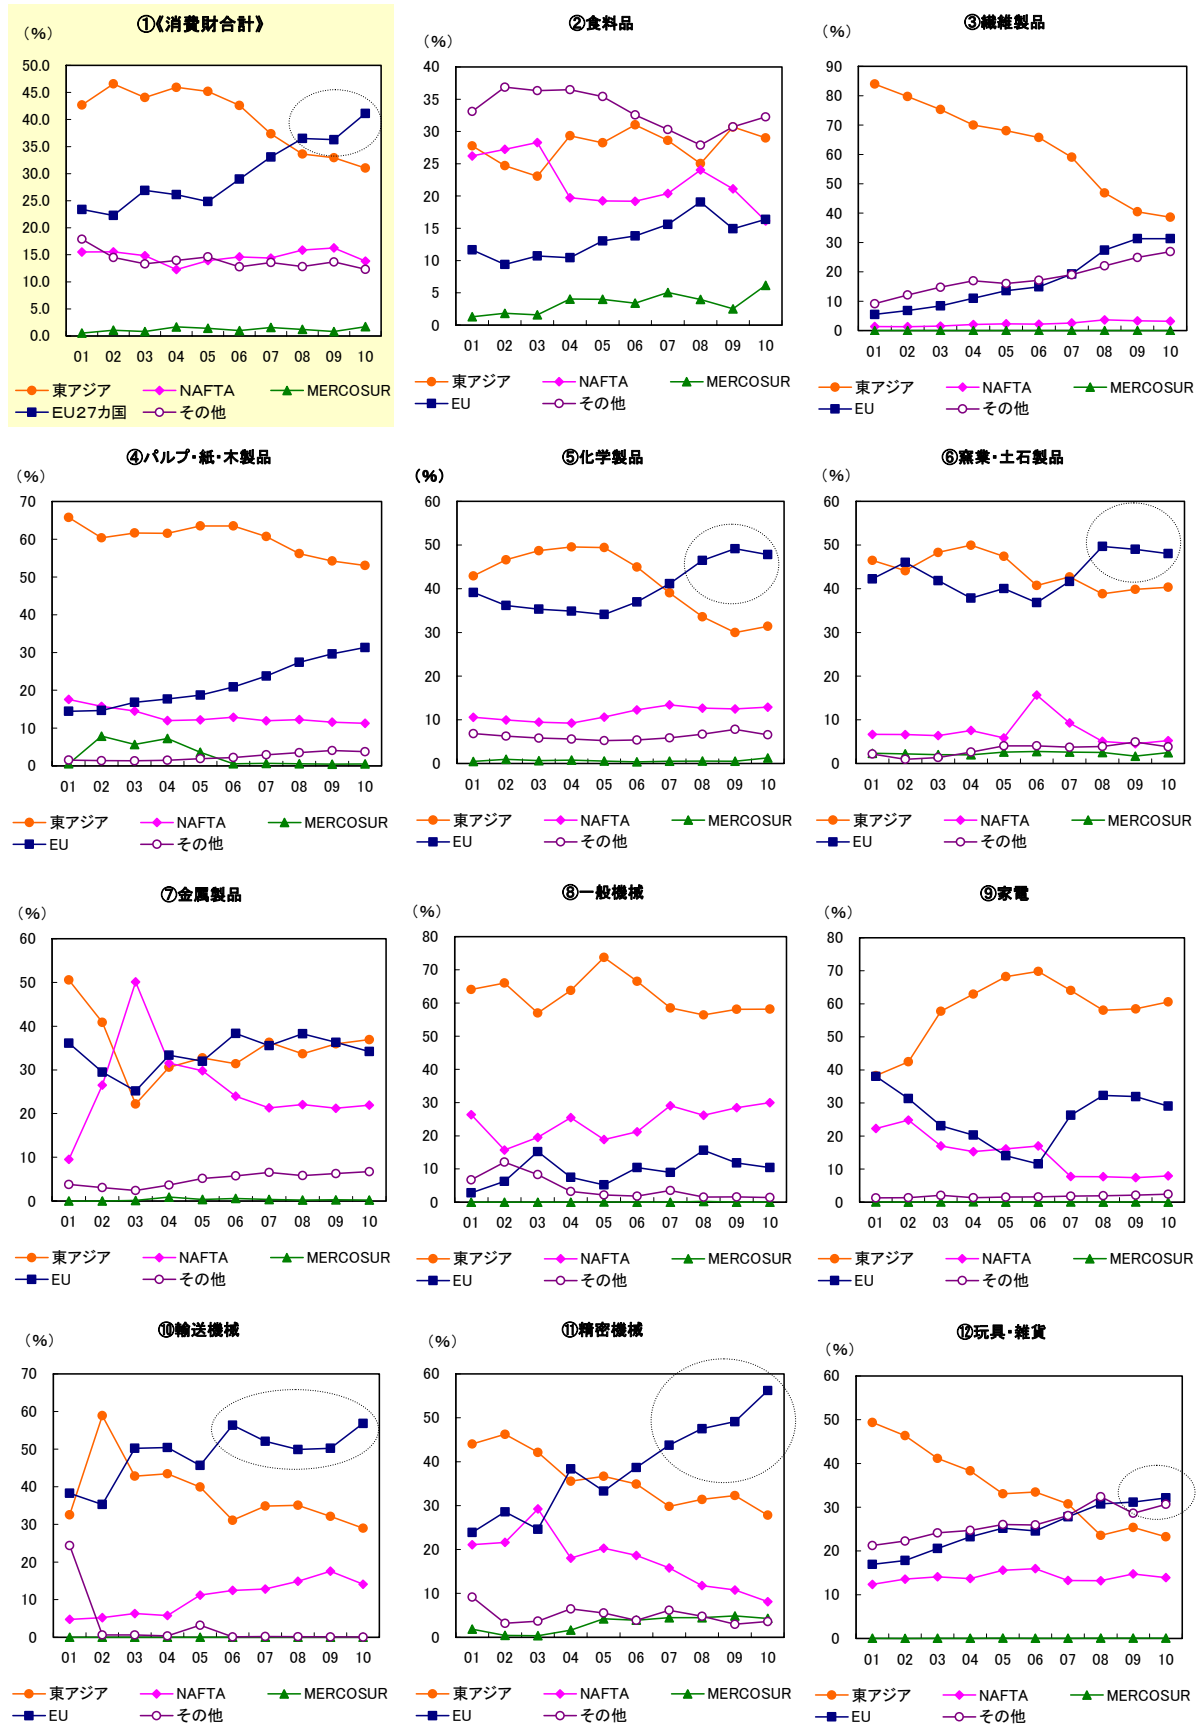 ①《消費財合計》
(%)
50.0
45.0
40.0
35.0
30.0
25.0
20.0
15.0
10.0
5.0
0.0
01 02 03 04 05 06 07 08 09 10
東アジア NAFTA MERCOSUR
EU27カ国 その他
②食料品
(%)
40
35
30
25
20
15
10
5
0
01 02 03 04 05 06 07 08 09 10
東アジア NAFTA MERCOSUR
EU その他
③繊維製品
(%)
90
80
70
60
50
40
30
20
10
0
01 02 03 04 05 06 07 08 09 10
東アジア NAFTA MERCOSUR
EU その他
④パルプ・紙・木製品
(%)
70
60
50
40
30
20
10
0
01 02 03 04 05 06 07 08 09 10
東アジア NAFTA MERCOSUR
EU その他
⑤化学製品
(%)
60
50
40
30
20
10
0
01 02 03 04 05 06 07 08 09 10
東アジア NAFTA MERCOSUR
EU その他
⑥窯業・土石製品
(%)
60
50
40
30
20
10
0
01 02 03 04 05 06 07 08 09 10
東アジア NAFTA MERCOSUR
EU その他
⑦金属製品
(%)
60
50
40
30
20
10
0
01 02 03 04 05 06 07 08 09 10
東アジア NAFTA MERCOSUR
EU その他
⑧一般機械
(%)
80
70
60
50
40
30
20
10
0
01 02 03 04 05 06 07 08 09 10
東アジア NAFTA MERCOSUR
EU その他
⑨家電
(%)
80
70
60
50
40
30
20
10
0
01 02 03 04 05 06 07 08 09 10
東アジア NAFTA MERCOSUR
EU その他
⑩輸送機械
(%)
70
60
50
40
30
20
10
0
01 02 03 04 05 06 07 08 09 10
東アジア NAFTA MERCOSUR
EU その他
⑪精密機械
(%)
60
50
40
30
20
10
0
01 02 03 04 05 06 07 08 09 10
東アジア NAFTA MERCOSUR
EU その他
⑫玩具・雑貨
(%)
60
50
40
30
20
10
0
01 02 03 04 05 06 07 08 09 10
東アジア NAFTA MERCOSUR
EU その他